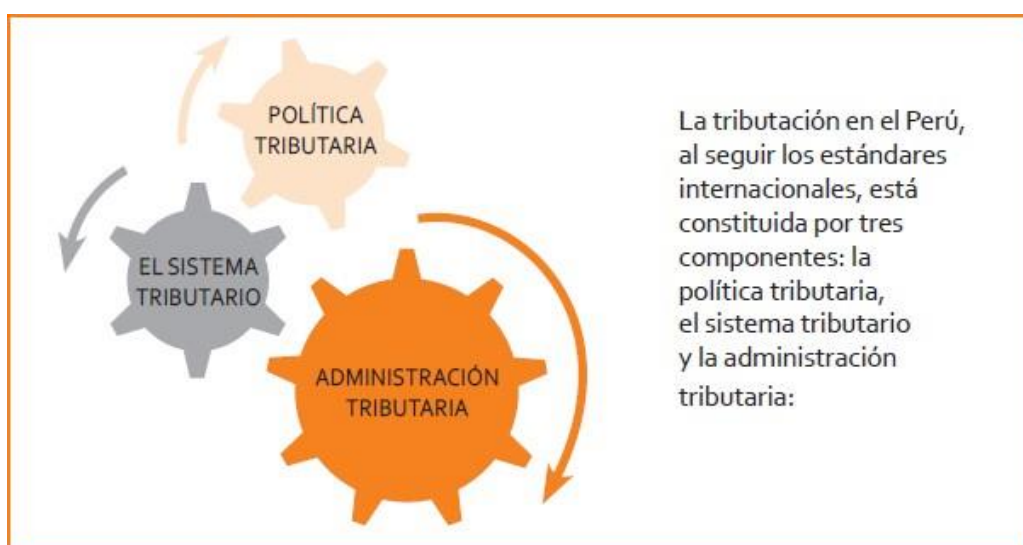 POLÍTICA
TRIBUTARIA
EL SISTEMA
TRIBUTARIO
ADMINISTRACIÓN
TRIBUTARIA
La tributación en el Perú,
al seguir los estándares
internacionales, está
constituida por tres
componentes: la
política tributaria,
el sistema tributario
y la administración
tributaria: